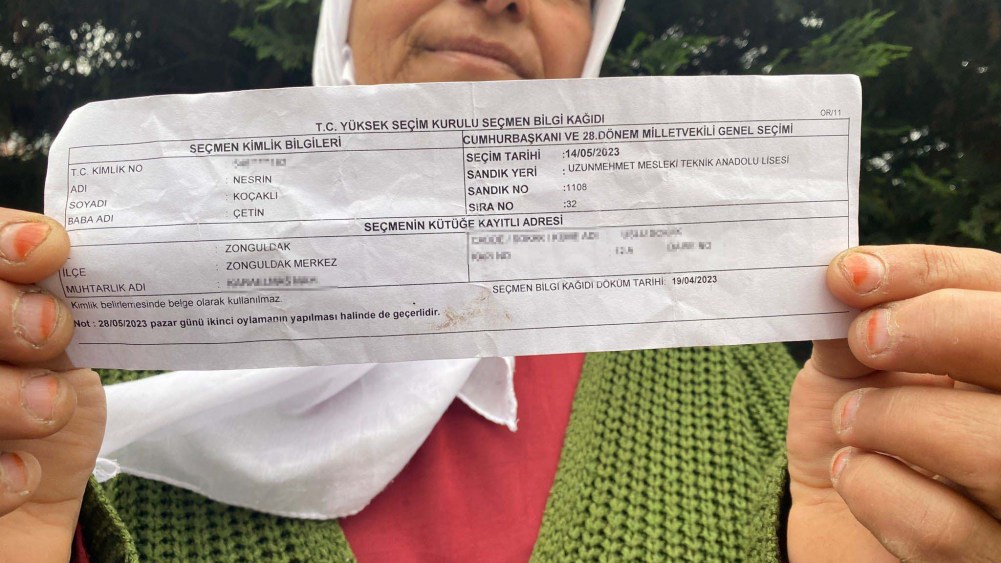 OR/11
T.C. YÜKSEK SEÇİM KURULU SEÇMEN BİLGİ KAĞIDI
SEÇMEN KİMLİK BİLGİLERİ
T.C. KİMLİK NO
ADI : NESRİN
SOYADI : KOÇAKLI
BABA ADI : ÇETİN
CUMHURBAŞKANI VE 28.DÖNEM MİLLETVEKİLİ GENEL SEÇİMİ
SEÇİM TARİHİ :14/05/2023
SANDIK YERİ : UZUNMEHMET MESLEKİ TEKNİK ANADOLU LİSESİ
SANDIK NO :1108
SIRA NO :32
SEÇMENİN KÜTÜĞE KAYITLI ADRESİ
: ZONGULDAK
İLÇE : ZONGULDAK MERKEZ
MUHTARLIK ADI :
Kimlik belirlemesinde belge olarak kullanılmaz.
SEÇMEN BİLGİ KAĞIDI DÖKÜM TARİHİ: 19/04/2023
Not : 28/05/2023 pazar günü ikinci oylamanın yapılması halinde de geçerlidir.